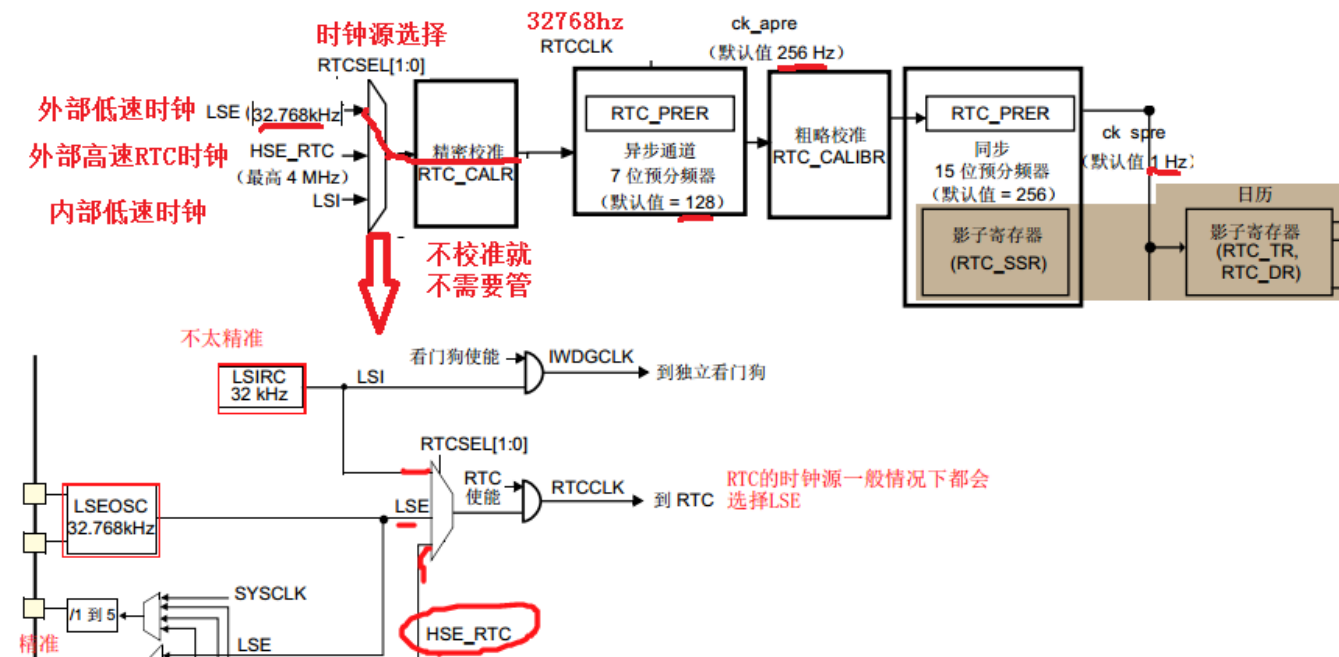 时钟源选择
RTCSEL[1:0]
32768hz
RTCCLK
ck_apre
(默认值 256 Hz)
外部低速时钟
LSE (32.768kHz)
外部高速RTC时钟
HSE_RTC
(最高 4 MHz)
内部低速时钟
LSI
精密校准
RTC_CALR
不校准就
不需要管
RTC_PRER
异步通道
7 位预分频器
(默认值 = 128)
粗略校准
RTC_CALIBR
RTC_PRER
同步
15 位预分频器
(默认值 = 256)
影子寄存器
(RTC_SSR)
ck_spre
(默认值 1 Hz)
日历
影子寄存器
(RTC_TR,
RTC_DR)
不太精准
LSIRC
32 kHz
LSI
看门狗使能
IWDGCLK
到独立看门狗
RTCSEL[1:0]
RTC
使能
RTCCLK
到 RTC
RTC的时钟源一般情况下都会
选择LSE
LSEOSC
32.768kHz
LSE
SYSCLK
/1 到 5
HSE_RTC
精准
LSE